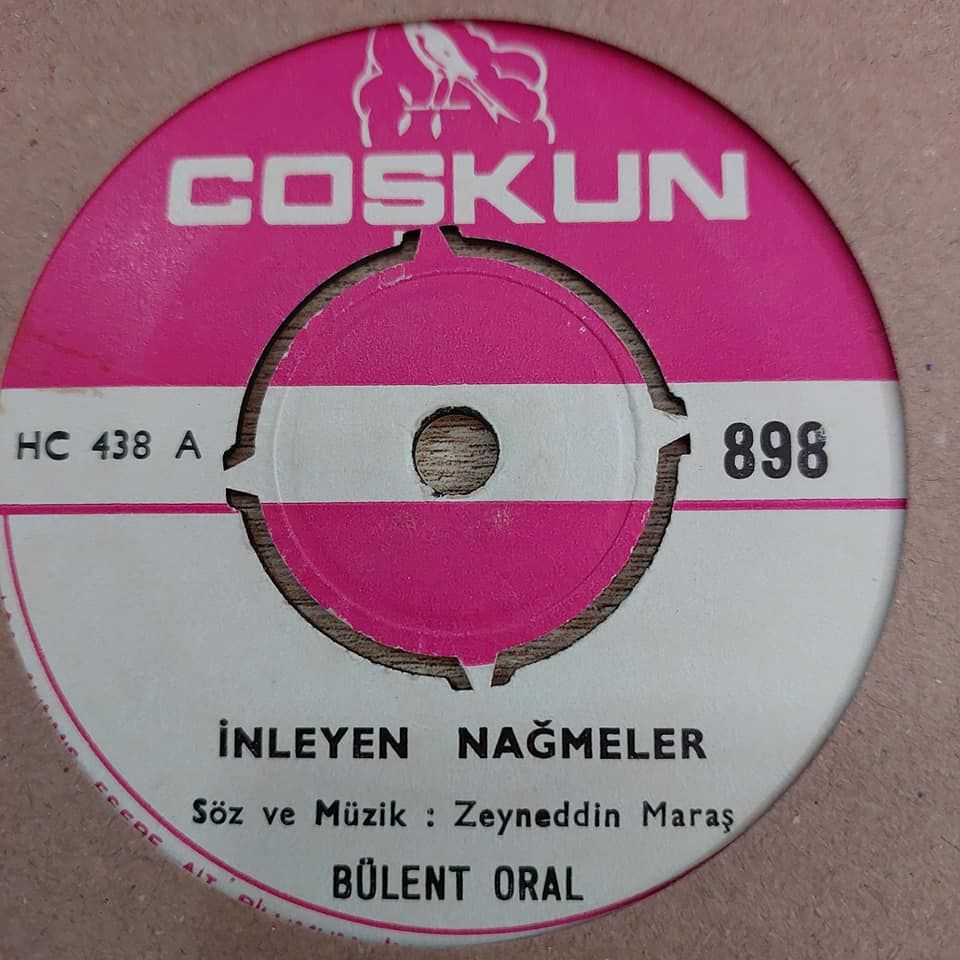 COŞKUN
HC 438 A
898
İNLEYEN NAĞMELER
Söz ve Müzik : Zeyneddin Maraş
BÜLENT ORAL